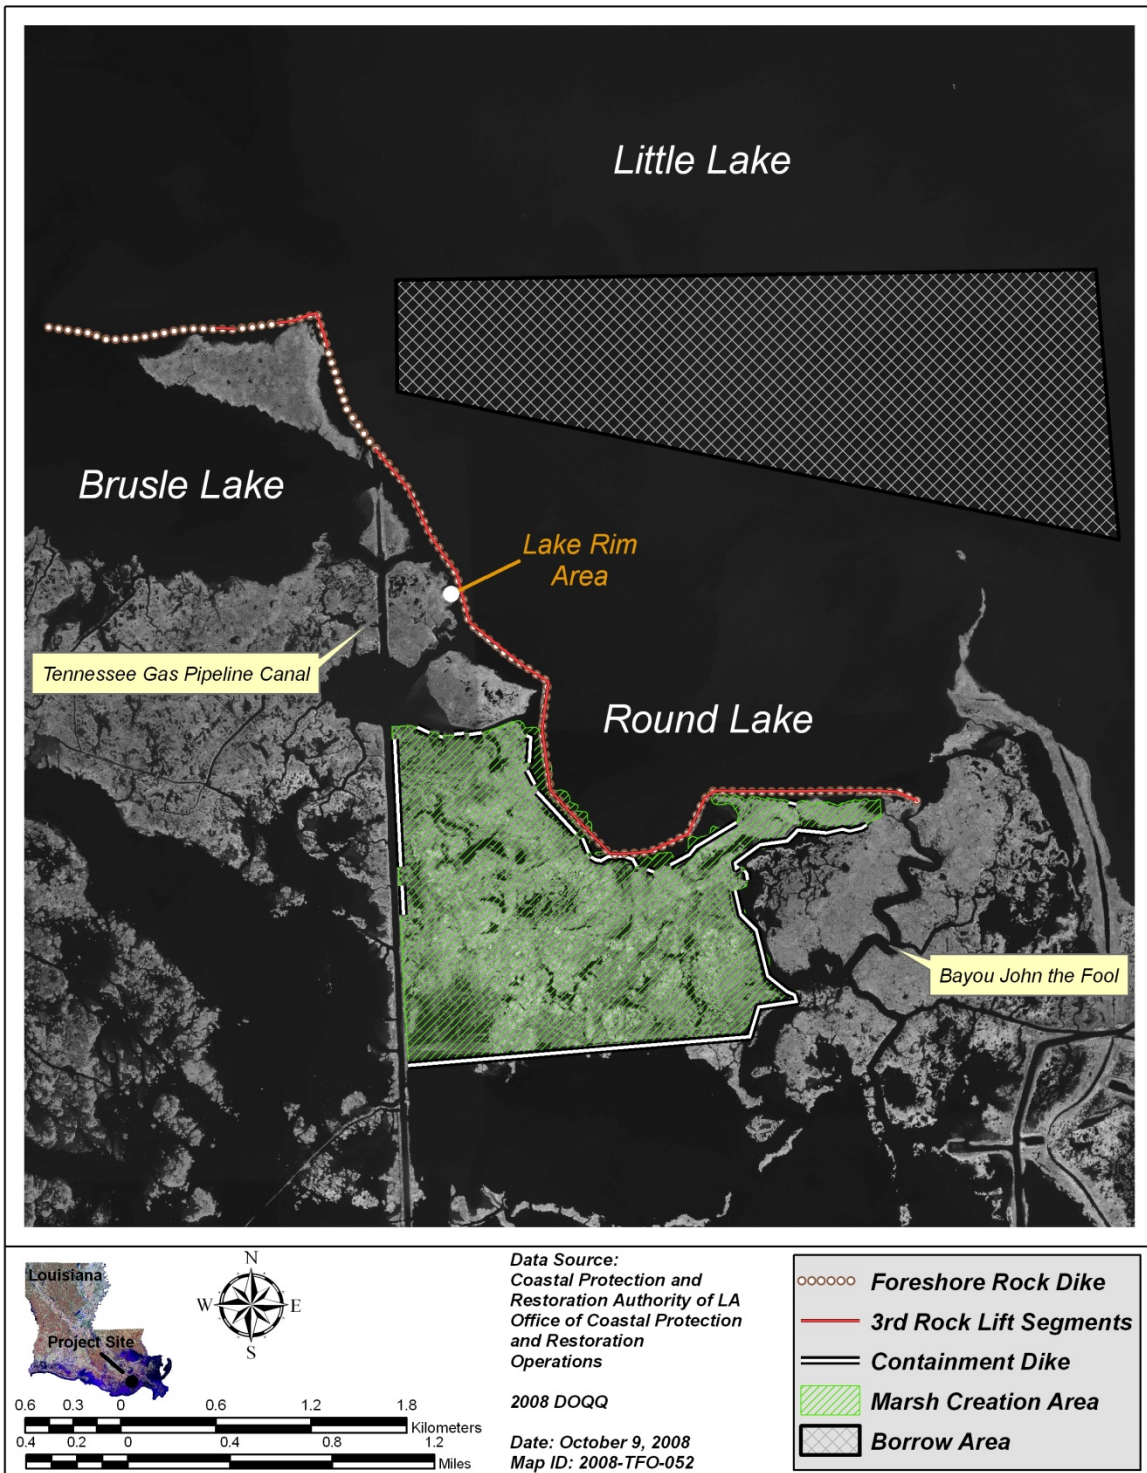 Little Lake
Brusle Lake
Lake Rim
Area
Tennessee Gas Pipeline Canal
Round Lake
Bayou John the Fool
Louisiana
Project Site
N
W
E
S
0.6 0.3 0 0.6 1.2 1.8
Kilometers
0.4 0.2 0 0.4 0.8 1.2
Miles
Data Source:
Coastal Protection and
Restoration Authority of LA
Office of Coastal Protection
and Restoration
Operations
2008 DOQQ
Date: October 9, 2008
Map ID: 2008-TFO-052
Foreshore Rock Dike
3rd Rock Lift Segments
Containment Dike
Marsh Creation Area
Borrow Area